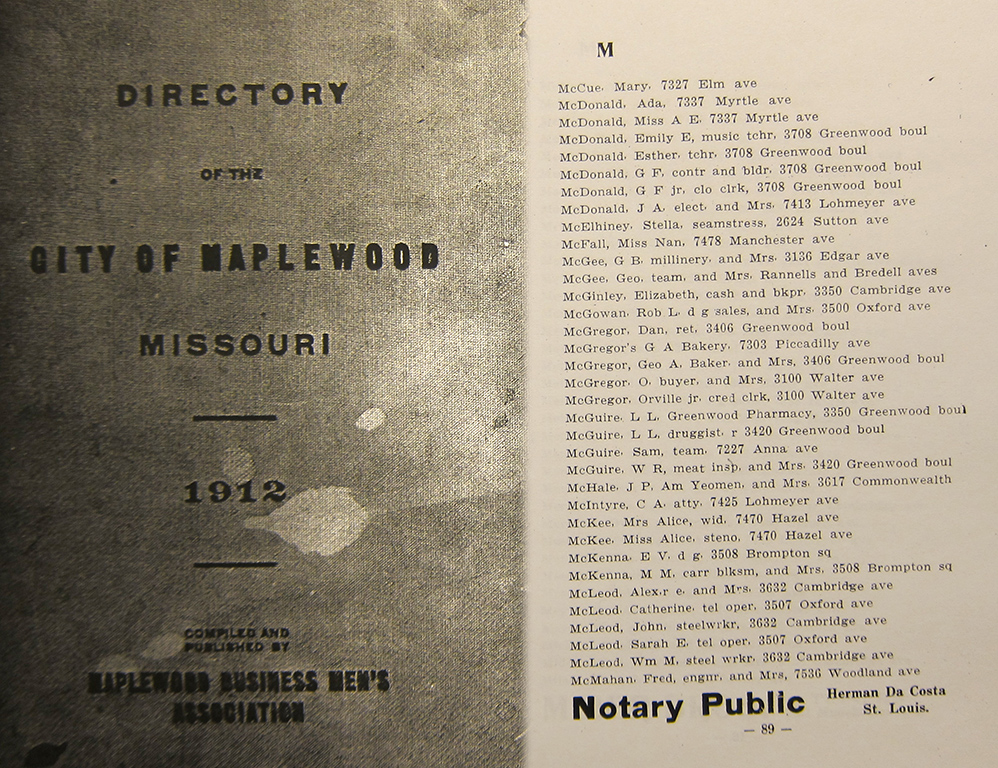 DIRECTORY
OF THE
CITY OF MAPLEWOOD
MISSOURI
1912
COMPILED AND
PUBLISHED BY
MAPLEWOOD BUSINESS MEN'S
ASSOCIATION
M
McCue, Mary, 7327 Elm ave
McDonald, Ada, 7337 Myrtle ave
McDonald, Miss A E, 7337 Myrtle ave
McDonald, Emily E, music tchr, 3708 Greenwood boul
McDonald, Esther, tchr, 3708 Greenwood boul
McDonald, G F, contr and bldr, 3708 Greenwood boul
McDonald, G F jr, clo clrk, 3708 Greenwood boul
McDonald, J A, elect, and Mrs, 7413 Lohmeyer ave
McElhiney, Stella, seamstress, 2624 Sutton ave
McFall, Miss Nan, 7478 Manchester ave
McGee, G B, millinery, and Mrs, 3136 Edgar ave
McGee, Geo, team, and Mrs, Rannells and Bredell aves
McGinley, Elizabeth, cash and bkpr, 3350 Cambridge ave
McGowan, Rob L, d g sales, and Mrs, 3500 Oxford ave
McGregor, Dan, ret, 3406 Greenwood boul
McGregor's G A Bakery, 7303 Piccadilly ave
McGregor, Geo A, Baker, and Mrs, 3406 Greenwood boul
McGregor, O, buyer, and Mrs, 3100 Walter ave
McGregor, Orville jr, cred clrk, 3100 Walter ave
McGuire, L L, Greenwood Pharmacy, 3350 Greenwood boul
McGuire, L L, druggist, r 3420 Greenwood boul
McGuire, Sam, team, 7227 Anna ave
McGuire, W R, meat insp, and Mrs, 3420 Greenwood boul
McHale, J P, Am Yeomen, and Mrs, 3617 Commonwealth
McIntyre, C A, atty, 7425 Lohmeyer ave
McKee, Mrs Alice, wid, 7470 Hazel ave
McKee, Miss Alice, steno, 7470 Hazel ave
McKenna, E V, d g, 3508 Brompton sq
McKenna, M M, carr blksm, and Mrs, 3508 Brompton sq
McLeod, Alex, r e, and Mrs, 3632 Cambridge ave
McLeod, Catherine, tel oper, 3507 Oxford ave
McLeod, John, steelwrkr, 3632 Cambridge ave
McLeod, Sarah E, tel oper, 3507 Oxford ave
McLeod, Wm M, steel wrkr, 3632 Cambridge ave
McMahan, Fred, engnr, and Mrs, 7536 Woodland ave
Notary Public Herman Da Costa
St. Louis.
— 89 —